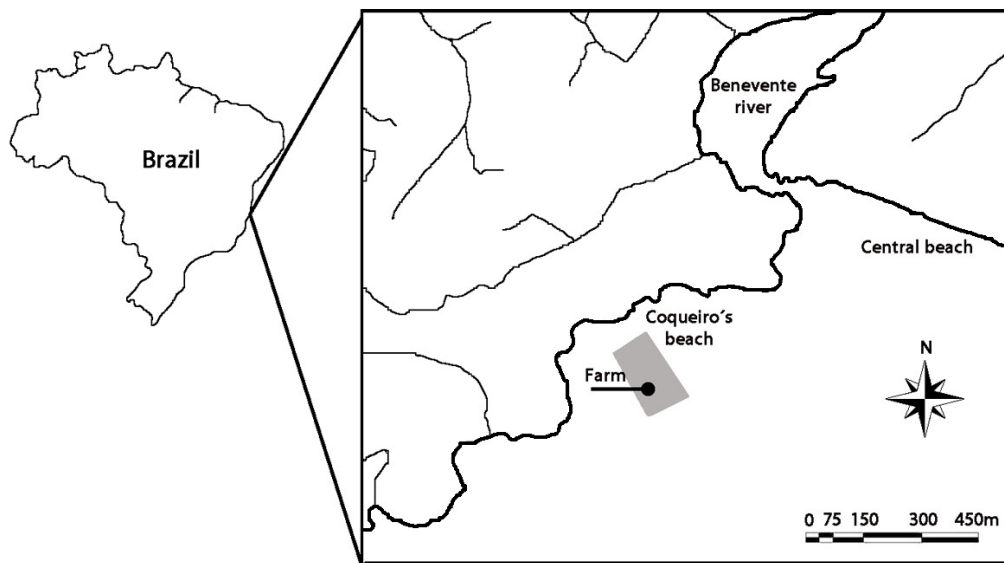 Brazil
Benevente
river
Central beach
Coqueiro´s
beach
Farm
N
0 75 150 300 450m